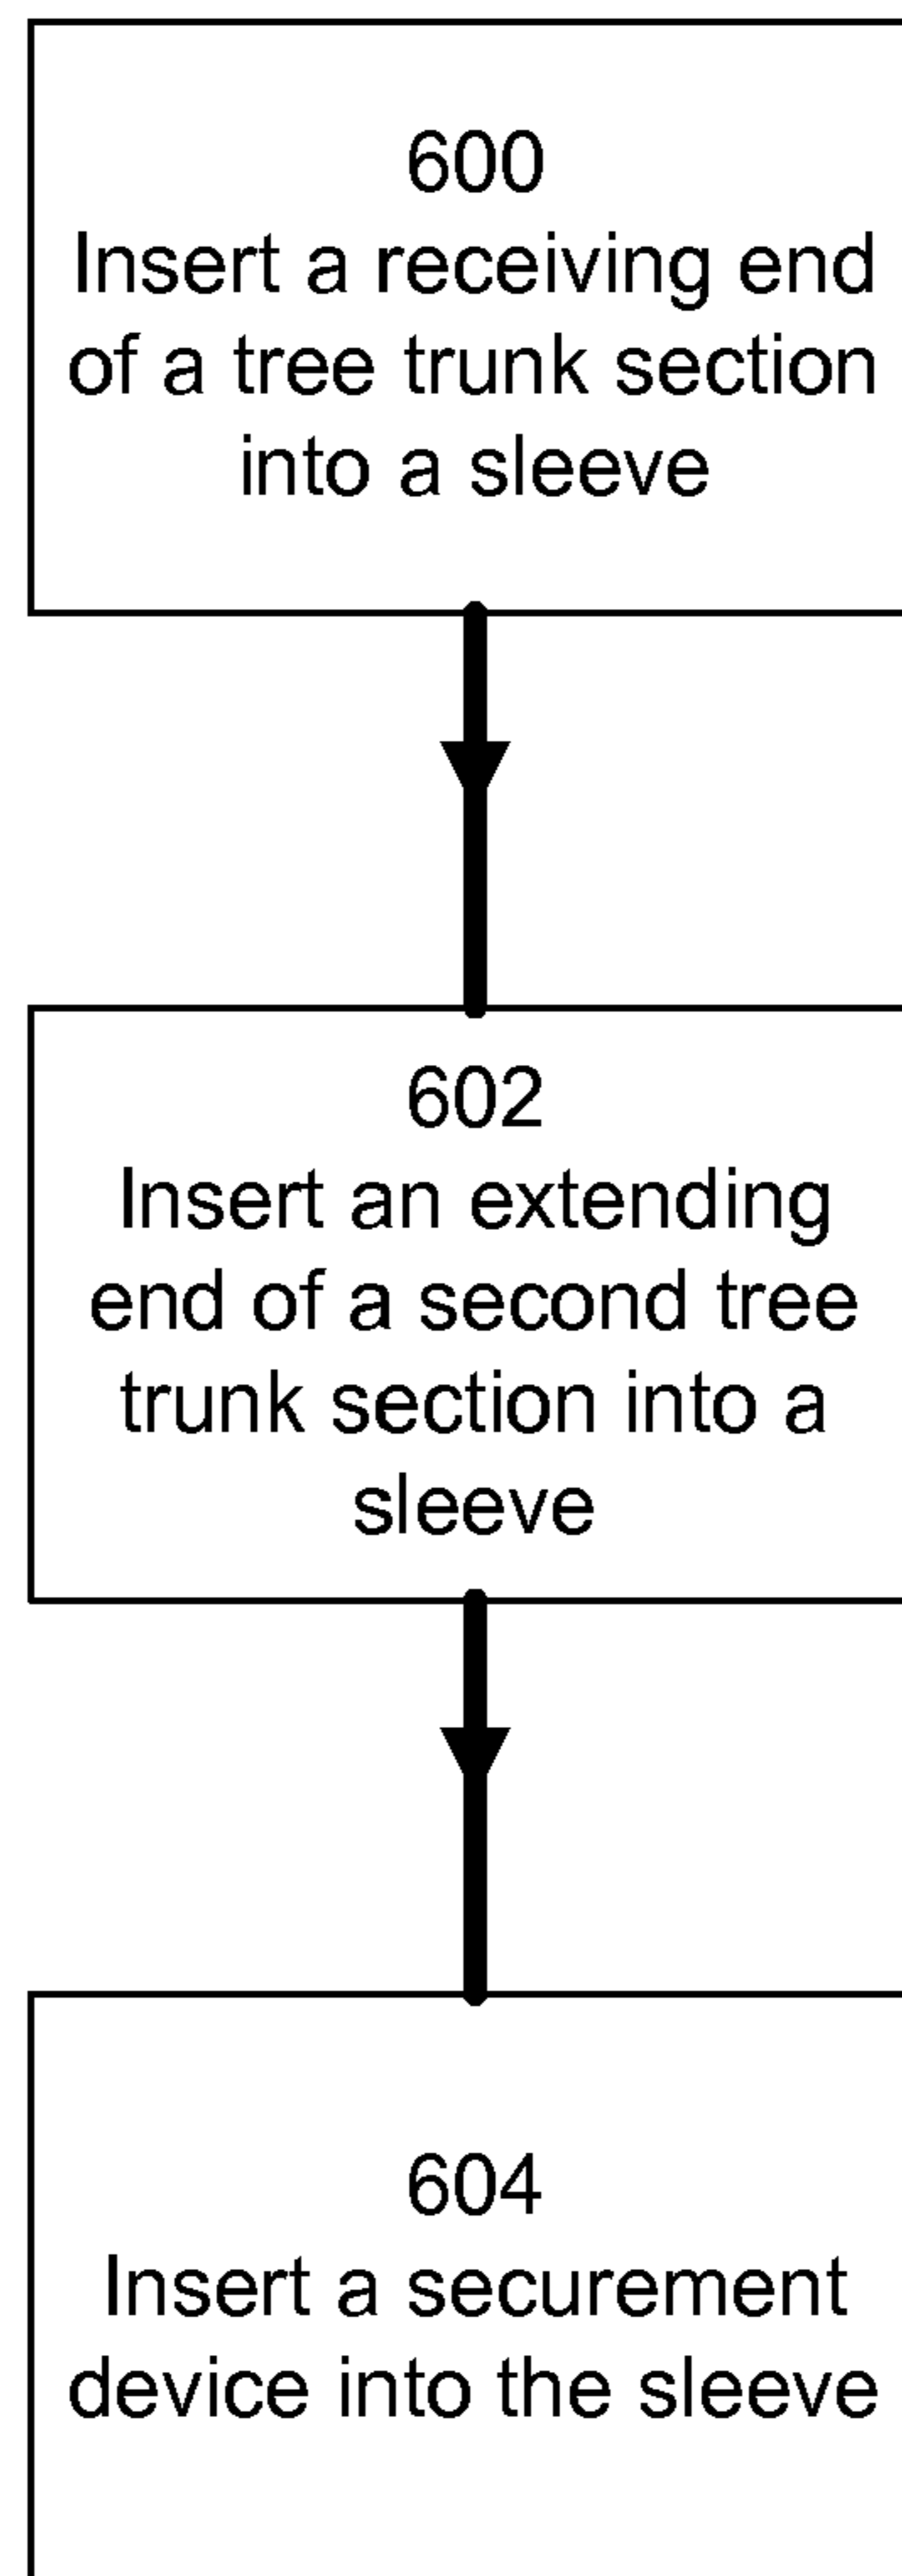 600
Insert a receiving end
of a tree trunk section
into a sleeve
602
Insert an extending
end of a second tree
trunk section into a
sleeve
604
Insert a securement
device into the sleeve